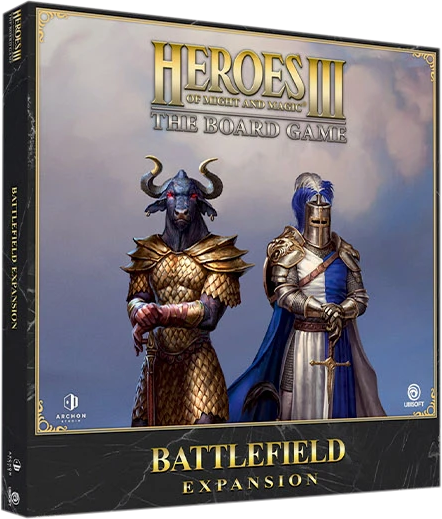 HEROES III
OF MIGHT AND MAGIC®
THE BOARD GAME
BATTLEFIELD EXPANSION
ARCHON
STUDIO
UBISOFT
BATTLEFIELD
EXPANSION